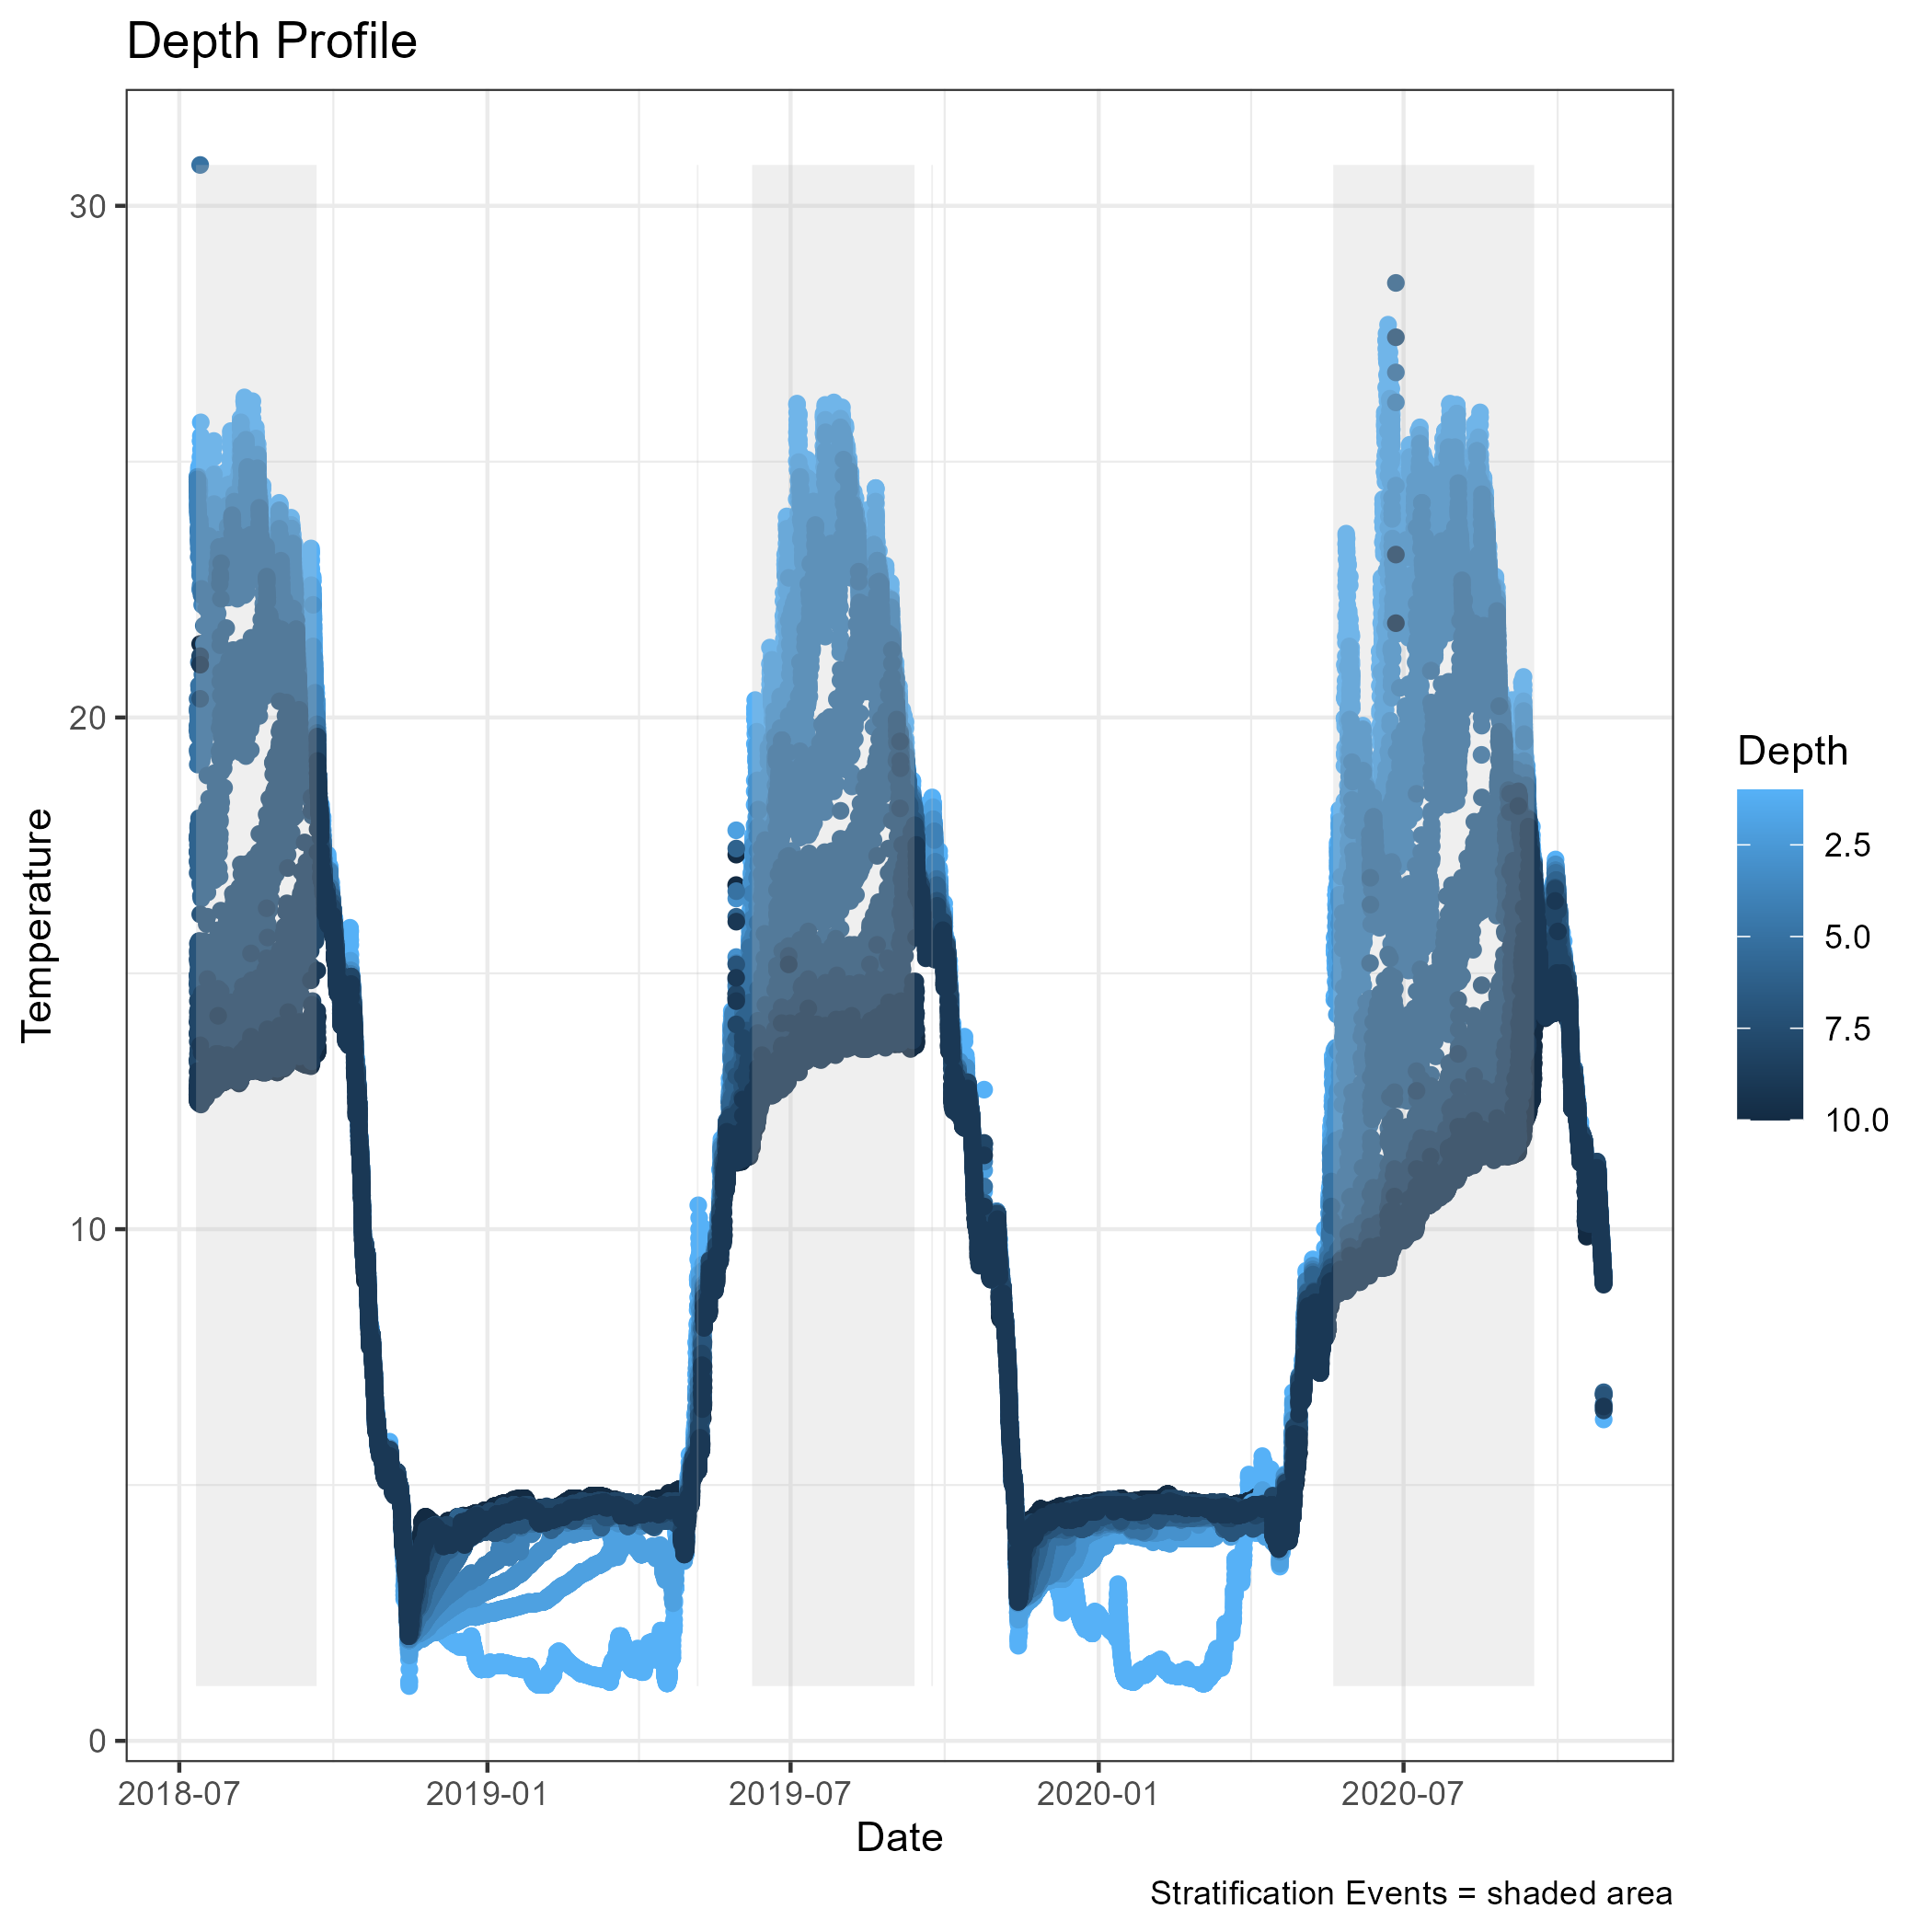 Depth Profile
30
20
10
0
Temperature
2018-07
2019-01
2019-07
2020-01
2020-07
Date
Depth
2.5
5.0
7.5
10.0
Stratification Events = shaded area